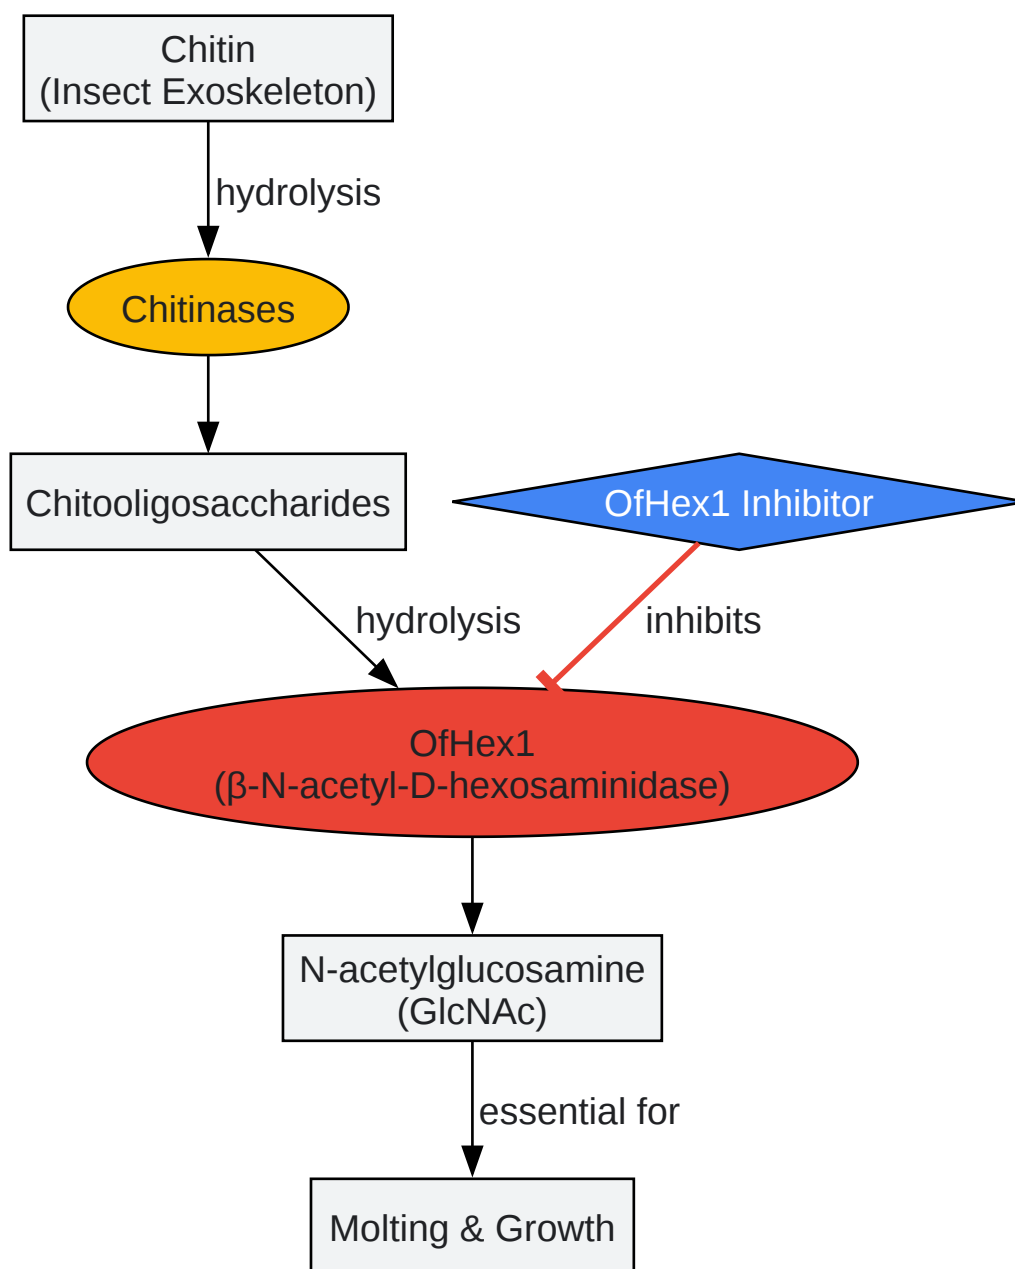 Chitin
(Insect Exoskeleton)
hydrolysis
Chitinases
Chitooligosaccharides
OfHex1 Inhibitor
hydrolysis
inhibits
OfHex1
(β-N-acetyl-D-hexosaminidase)
N-acetylglucosamine
(GlcNAc)
essential for
Molting & Growth